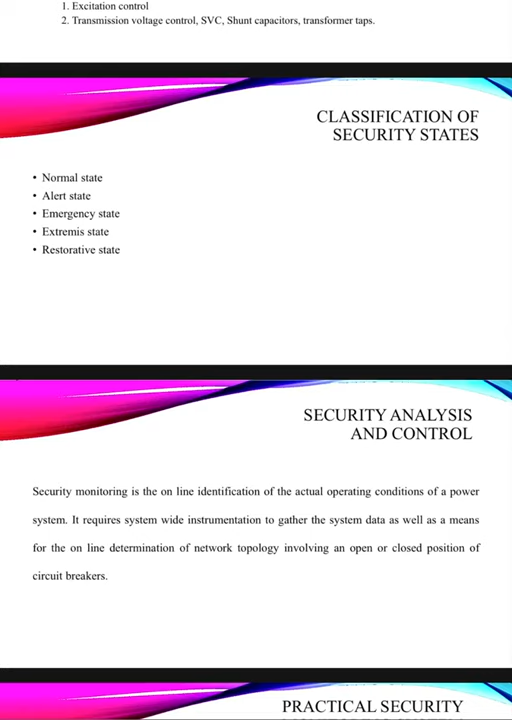 1. Excitation control
2. Transmission voltage control, SVC, Shunt capacitors, transformer taps.
CLASSIFICATION OF
SECURITY STATES
• Normal state
• Alert state
• Emergency state
• Extremis state
• Restorative state
SECURITY ANALYSIS
AND CONTROL
Security monitoring is the on line identification of the actual operating conditions of a power
system. It requires system wide instrumentation to gather the system data as well as a means
for the on line determination of network topology involving an open or closed position of
circuit breakers.
PRACTICAL SECURITY